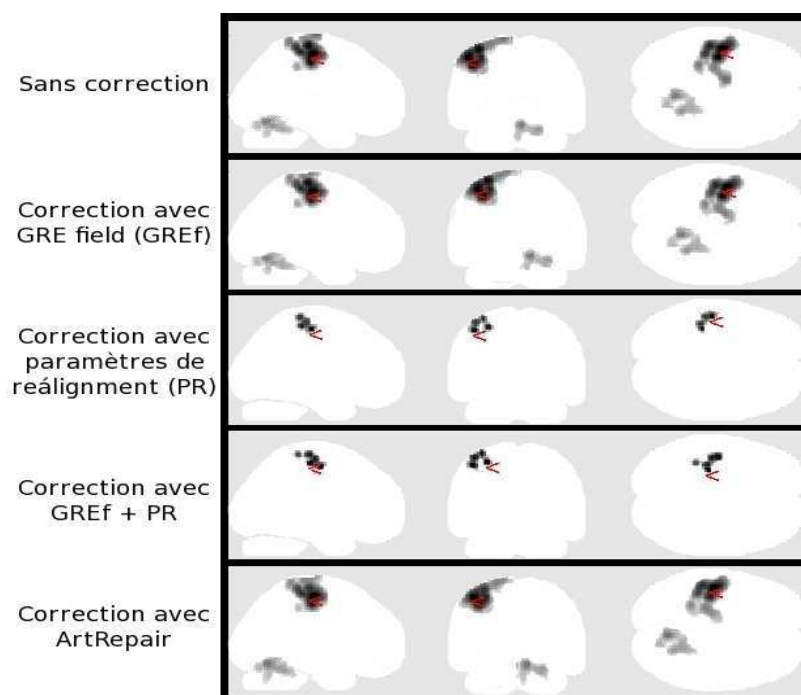 Sans correction
Correction avec
GRE field (GREf)
Correction avec
paramètres de
reálignment (PR)
Correction avec
GREf + PR
Correction avec
ArtRepair